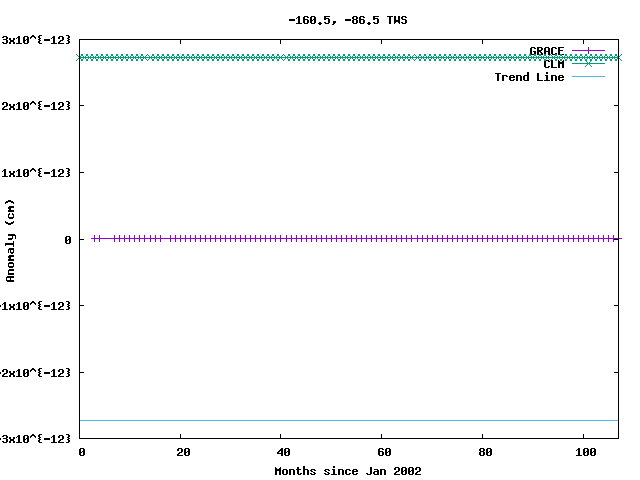 -160.5, -86.5 TWS
3x10^{-12}
2x10^{-12}
1x10^{-12}
0
-1x10^{-12}
-2x10^{-12}
-3x10^{-12}
Anomaly (cm)
GRACE
CLM
Trend Line
0 20 40 60 80 100
Months since Jan 2002